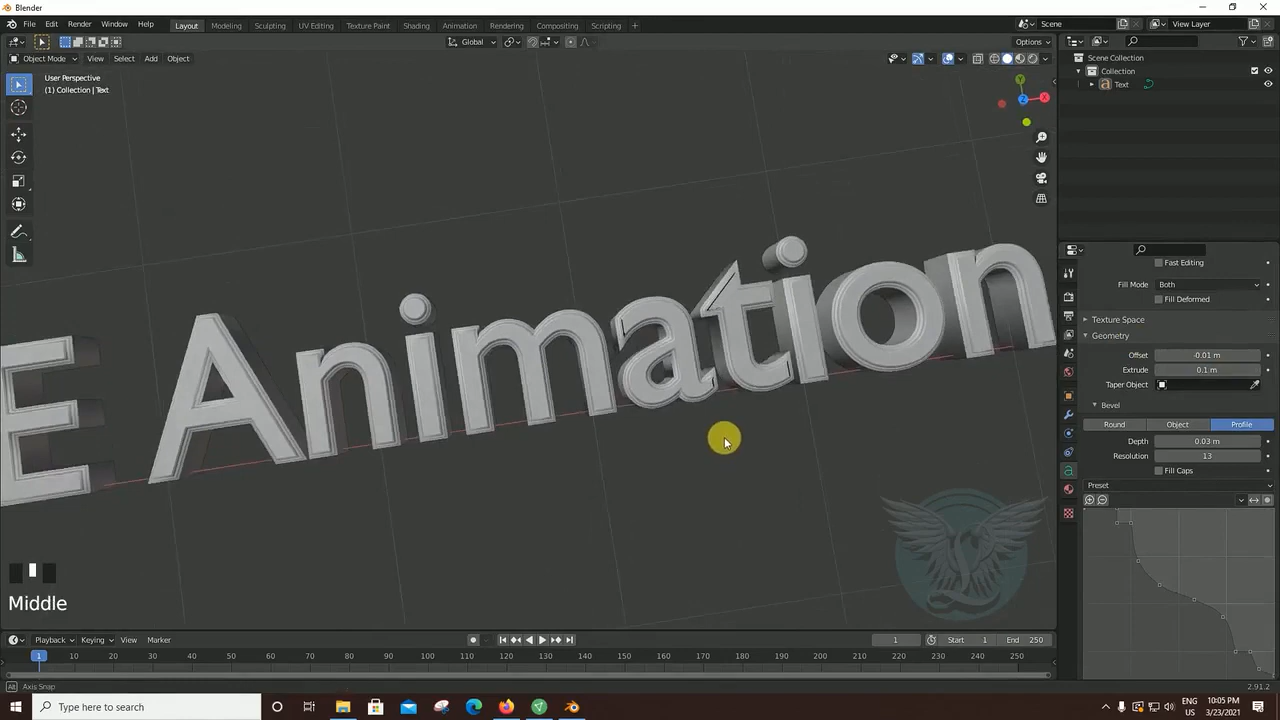 Blender
File Edit Render Window Help Layout Modeling Sculpting UV Editing Texture Paint Shading Animation Rendering Compositing Scripting + Scene View Layer
Global Options
Object Mode View Select Add Object
User Perspective
(1) Collection | Text
Y
X
Z
Scene Collection
Collection
Text
Fast Editing
Fill Mode Both
Fill Deformed
Texture Space
Geometry
Offset -0.01 m
Extrude 0.1 m
Taper Object
Bevel
Round Object Profile
Depth 0.03 m
Resolution 13
Fill Caps
Preset
E Animation
Middle
Playback Keying View Marker 1 Start 1 End 250
1 10 20 30 40 50 60 70 80 90 100 110 120 130 140 150 160 170 180 190 200 210 220 230 240 250
Alt Axis Snap 2.91.2
Type here to search
ENG 10:05 PM
US 3/23/2021